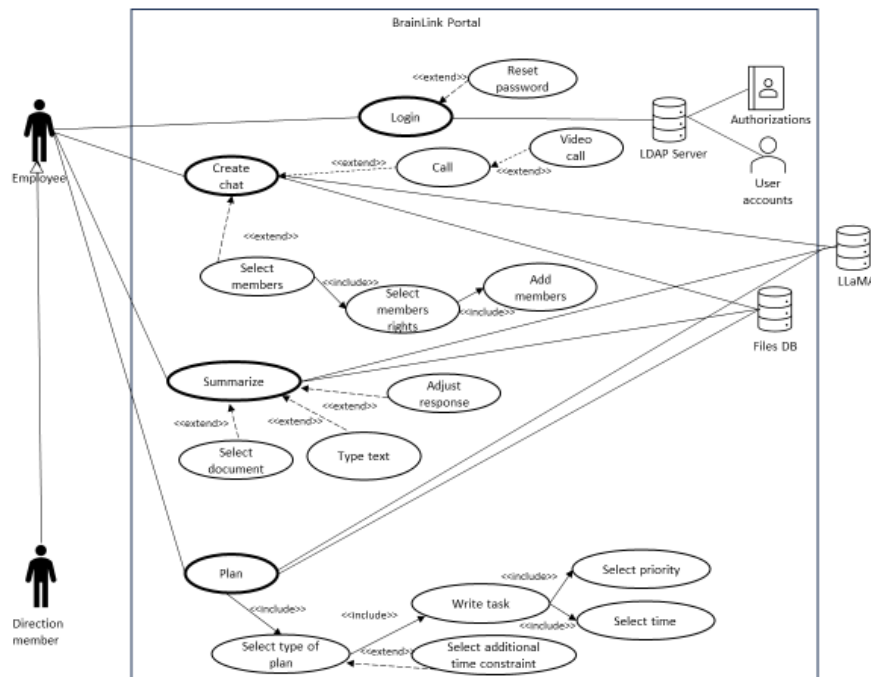 BrainLink Portal
Reset
password
<<extend>>
Login
LDAP Server
Authorizations
User
accounts
Employee
Create
chat
<<extend>>
Call
<<extend>>
Video
call
<<extend>>
Select
members
<<include>>
Select
members
rights
<<include>>
Add
members
LLaMA
Files DB
Summarize
Adjust
response
<<extend>>
<<extend>>
<<extend>>
Select
document
Type text
Direction
member
Plan
<<include>>
Select type of
plan
<<include>>
Write task
<<include>>
Select priority
<<include>>
Select time
<<extend>>
Select additional
time constraint